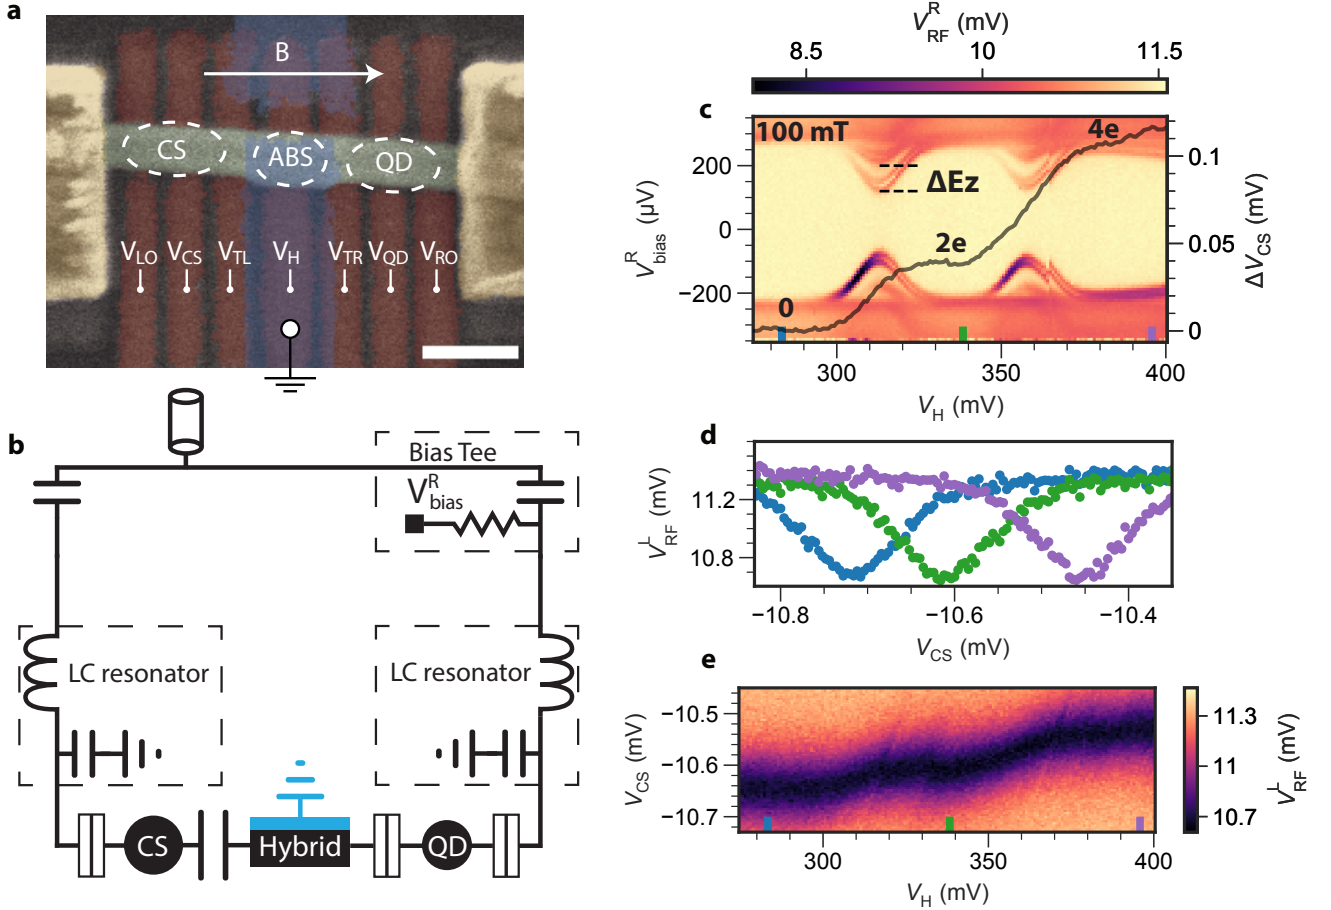 a
B
CS
ABS
QD
V_LO V_CS V_TL V_H V_TR V_QD V_RO
b
Bias Tee
V^R_bias
LC resonator
LC resonator
CS
Hybrid
QD
V^R_RF (mV)
8.5 10 11.5
c
100 mT
4e
ΔEz
2e
0
200
0
−200
V^R_bias (µV)
0.1
0.05
0
ΔV_CS (mV)
300 350 400
V_H (mV)
d
11.2
10.8
V^L_RF (mV)
−10.8 −10.6 −10.4
V_CS (mV)
e
−10.5
−10.6
−10.7
V_CS (mV)
11.3
11
10.7
V^L_RF (mV)
300 350 400
V_H (mV)